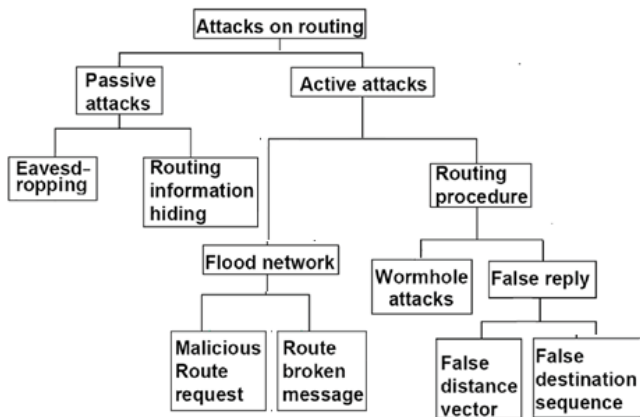 Attacks on routing
Passive
attacks
Active attacks
Eavesd-
ropping
Routing
information
hiding
Routing
procedure
Flood network
Wormhole
attacks
False reply
Malicious
Route
request
Route
broken
message
False
distance
vector
False
destination
sequence